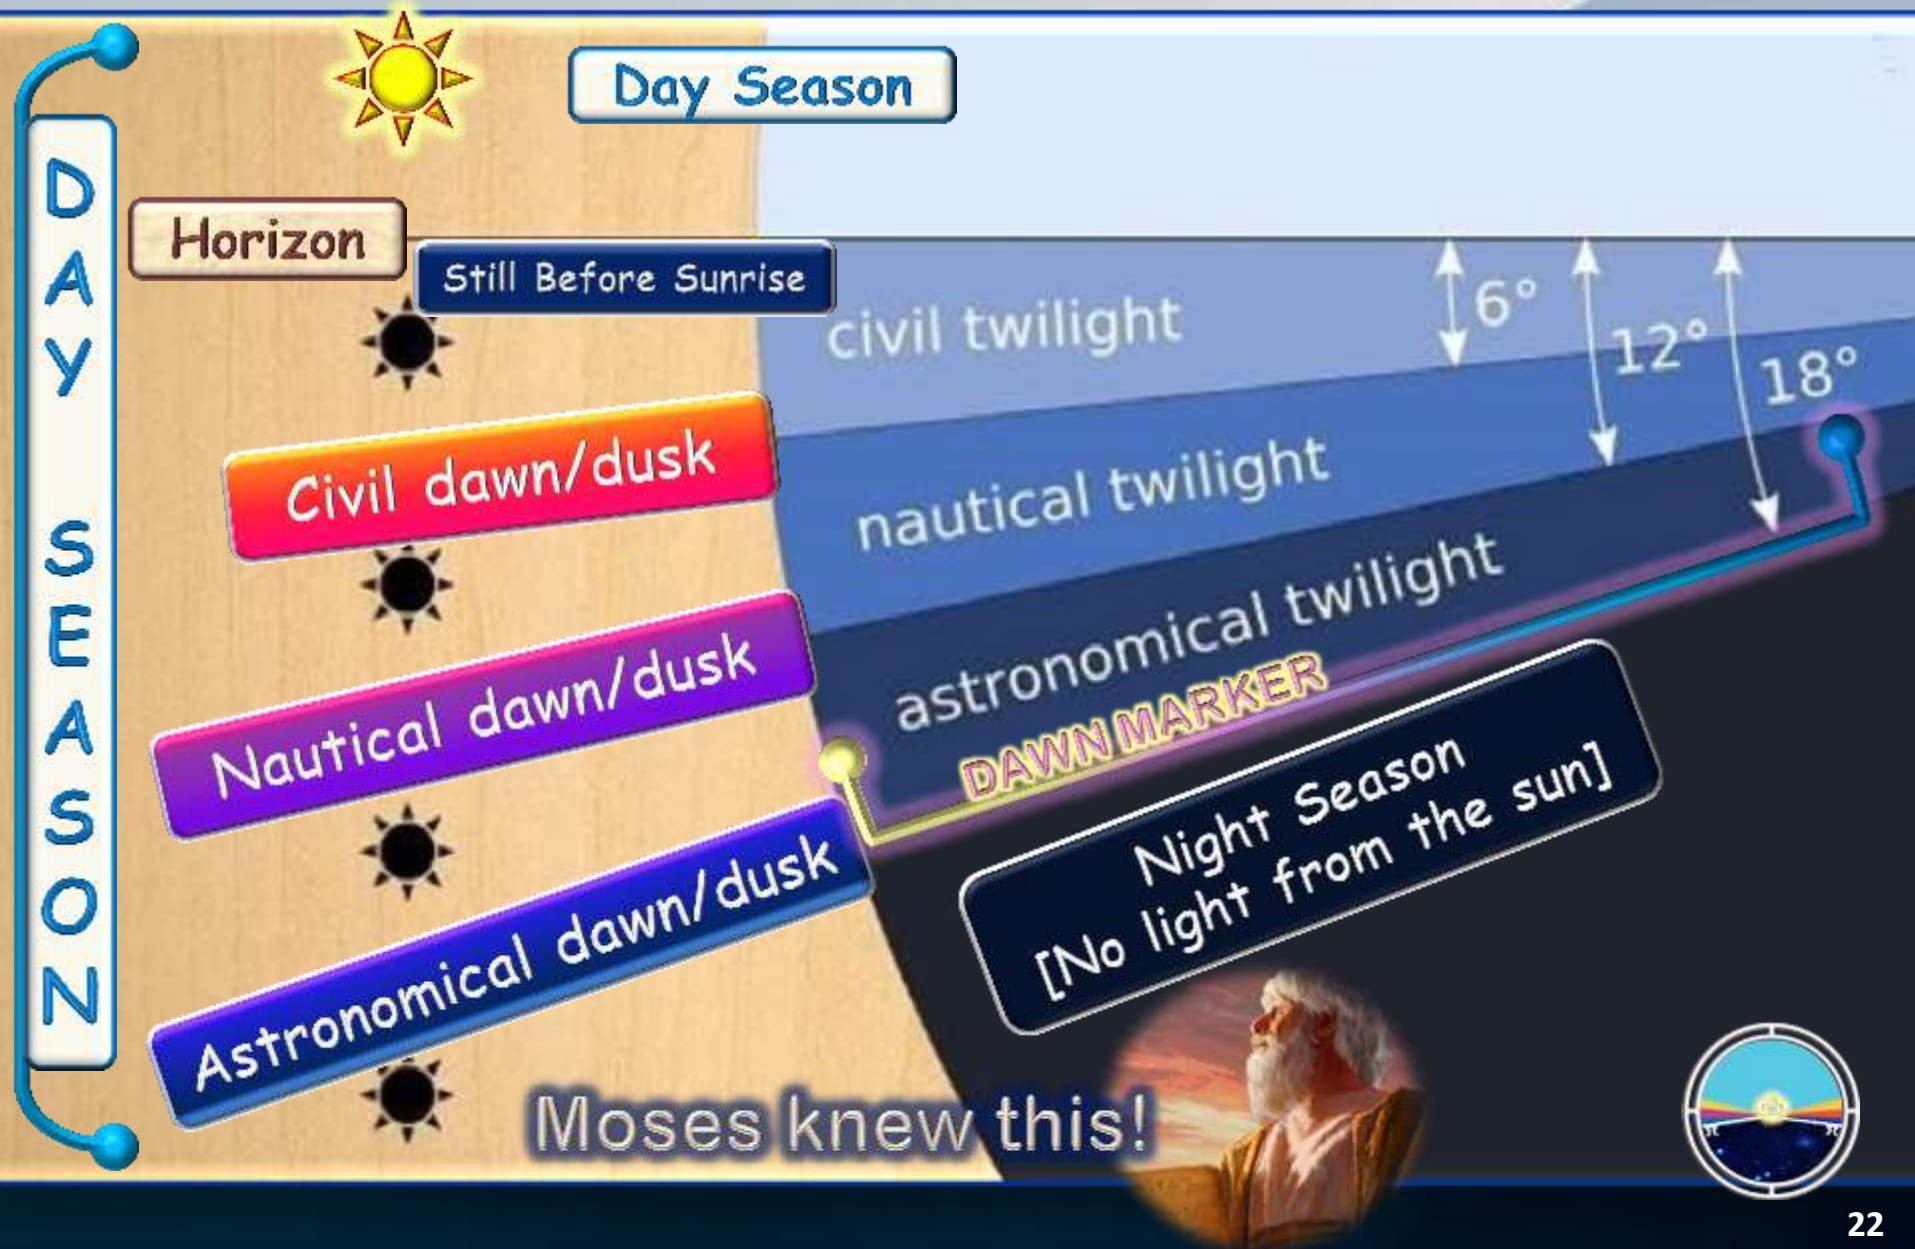 Day Season
DAY SEASON
Horizon
Still Before Sunrise
civil twilight
6°
12°
18°
Civil dawn/dusk
nautical twilight
Nautical dawn/dusk
astronomical twilight
DAWN MARKER
Astronomical dawn/dusk
Night Season
[No light from the sun]
Moses knew this!
22